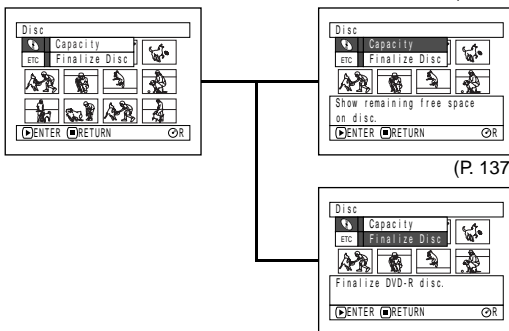 Disc
Capacity
ETC Finalize Disc
ENTER RETURN R
Disc
Capacity
ETC Finalize Disc
Show remaining free space
on disc.
ENTER RETURN R
(P. 137
Disc
Capacity
ETC Finalize Disc
Finalize DVD-R disc.
ENTER RETURN R